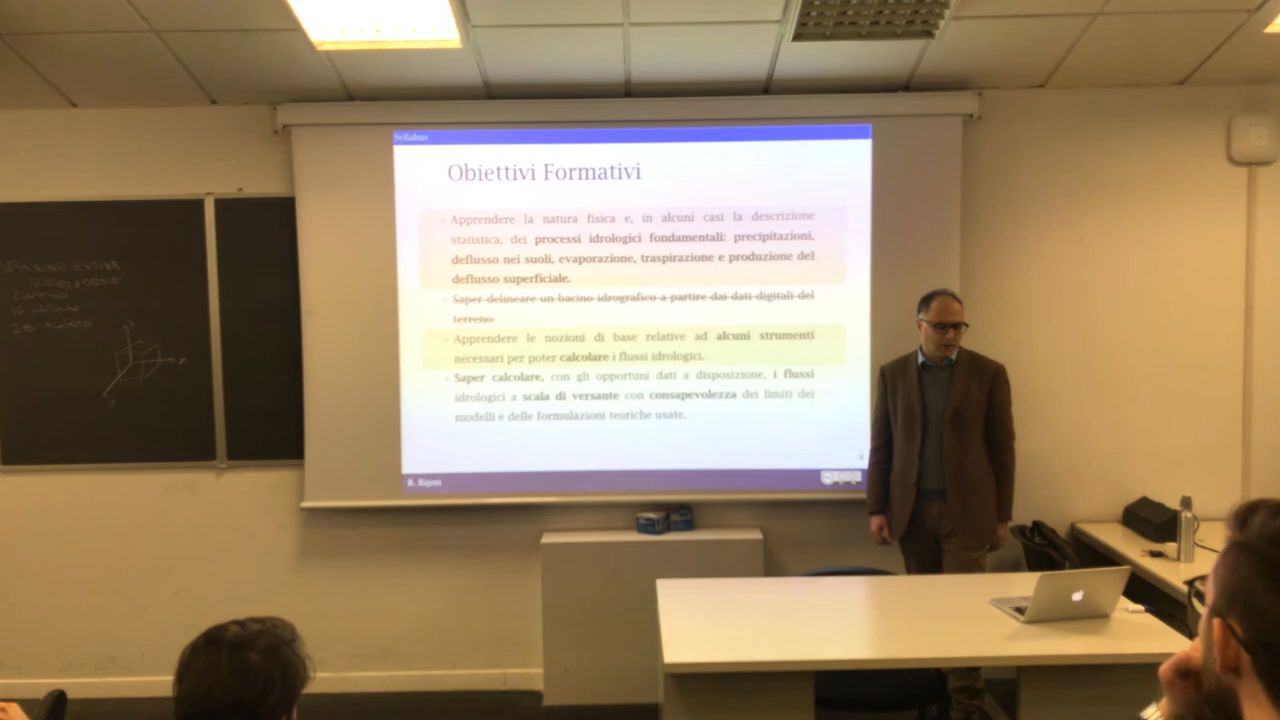 Syllabus
Obiettivi Formativi
Apprendere la natura fisica e, in alcuni casi la descrizione
statistica, dei processi idrologici fondamentali: precipitazioni,
deflusso nei suoli, evaporazione, traspirazione e produzione del
deflusso superficiale.
Saper delineare un bacino idrografico a partire dai dati digitali del
terreno.
Apprendere le nozioni di base relative ad alcuni strumenti
necessari per poter calcolare i flussi idrologici.
Saper calcolare, con gli opportuni dati a disposizione, i flussi
idrologici a scala di versante con consapevolezza dei limiti dei
modelli e delle formulazioni teoriche usate.
4
R. Rigon